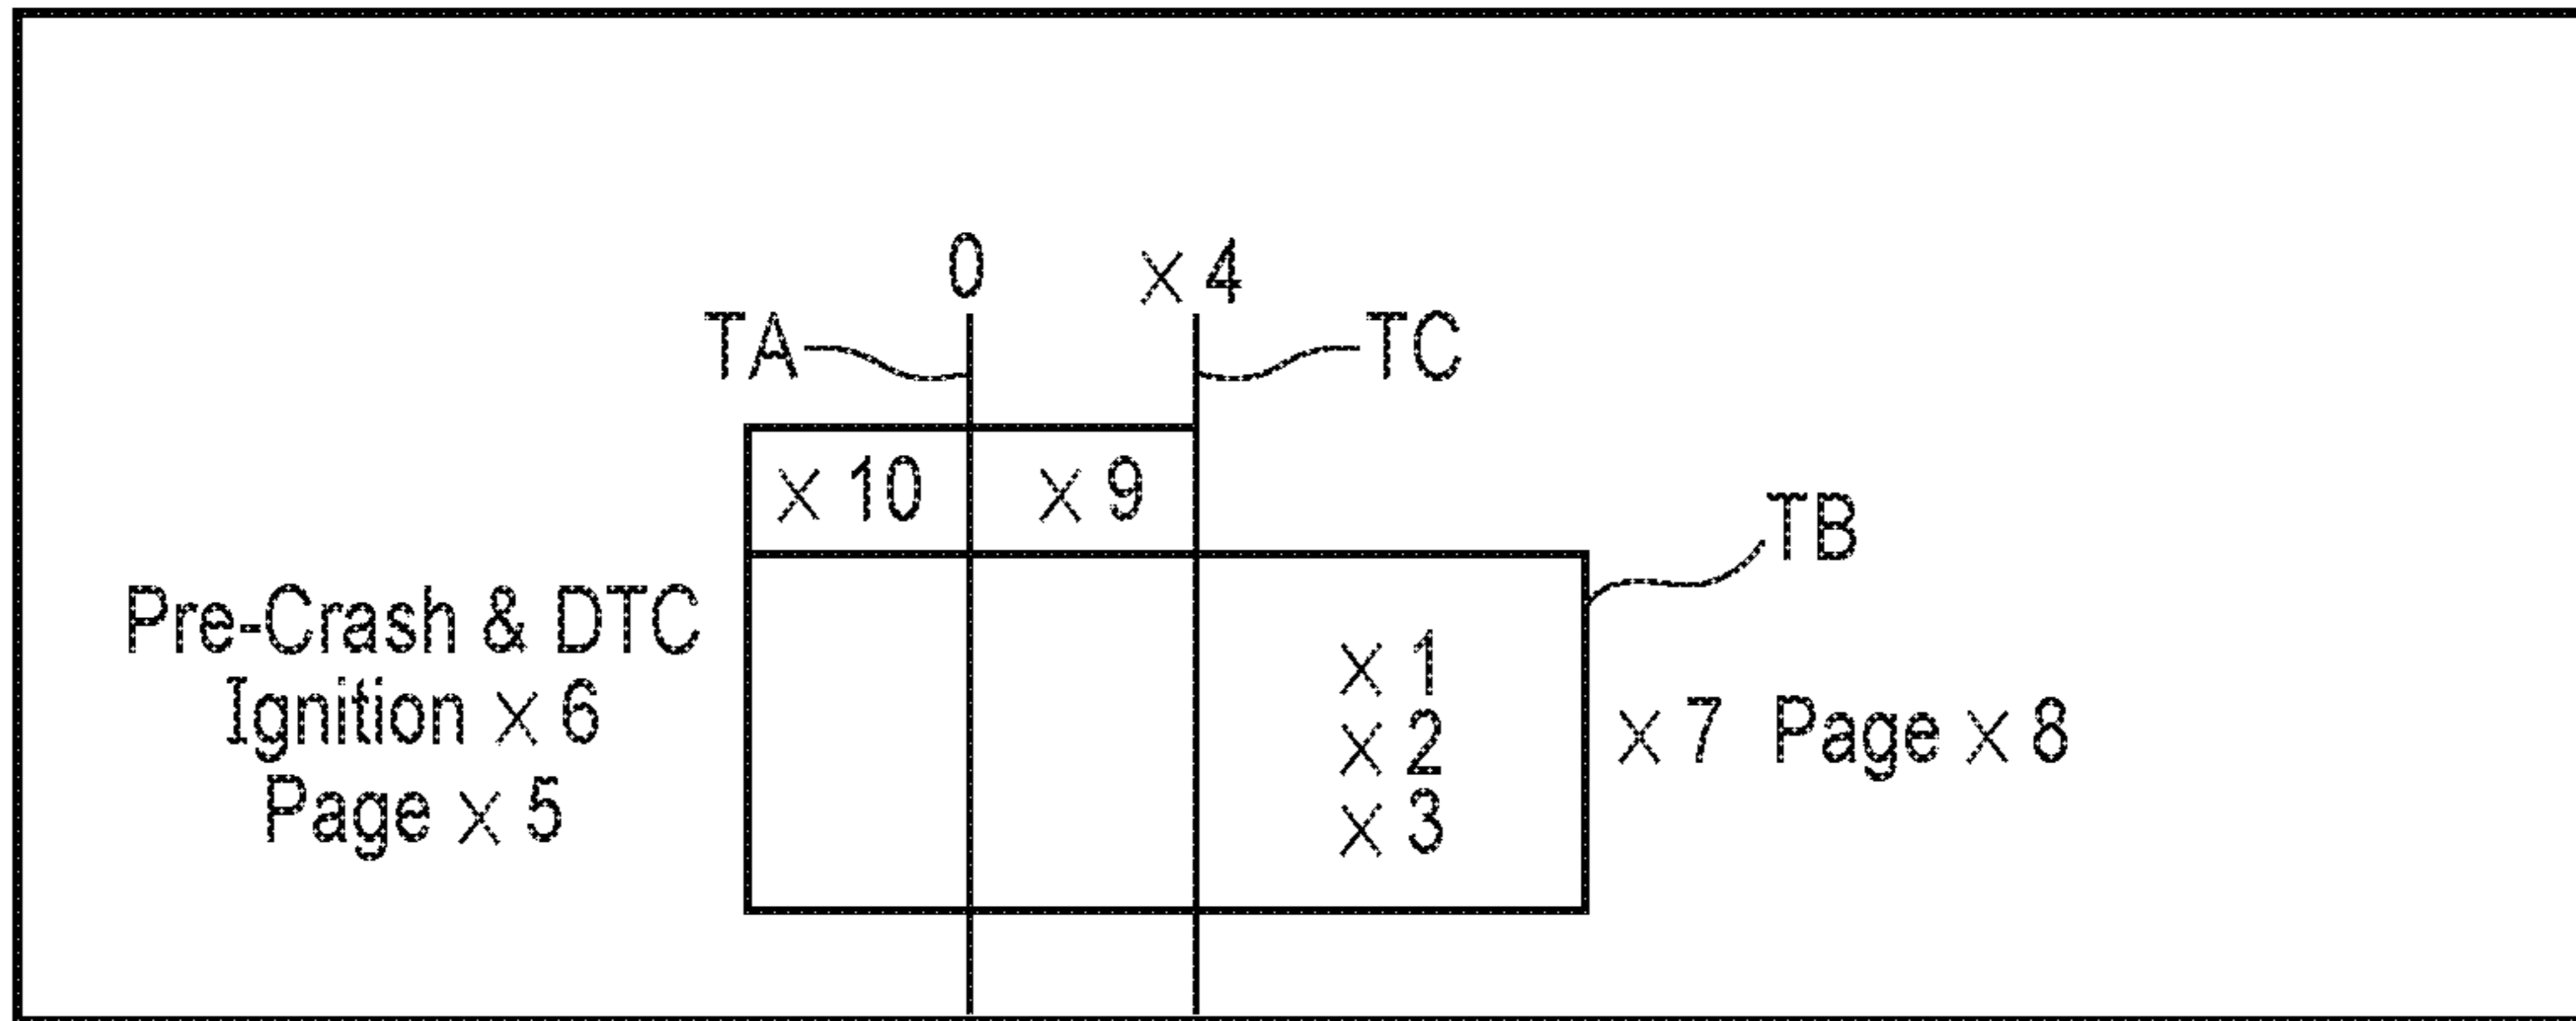 0 × 4
TA TC
× 10 × 9
TB
Pre-Crash & DTC
Ignition × 6
Page × 5
× 1
× 2
× 3
× 7 Page × 8